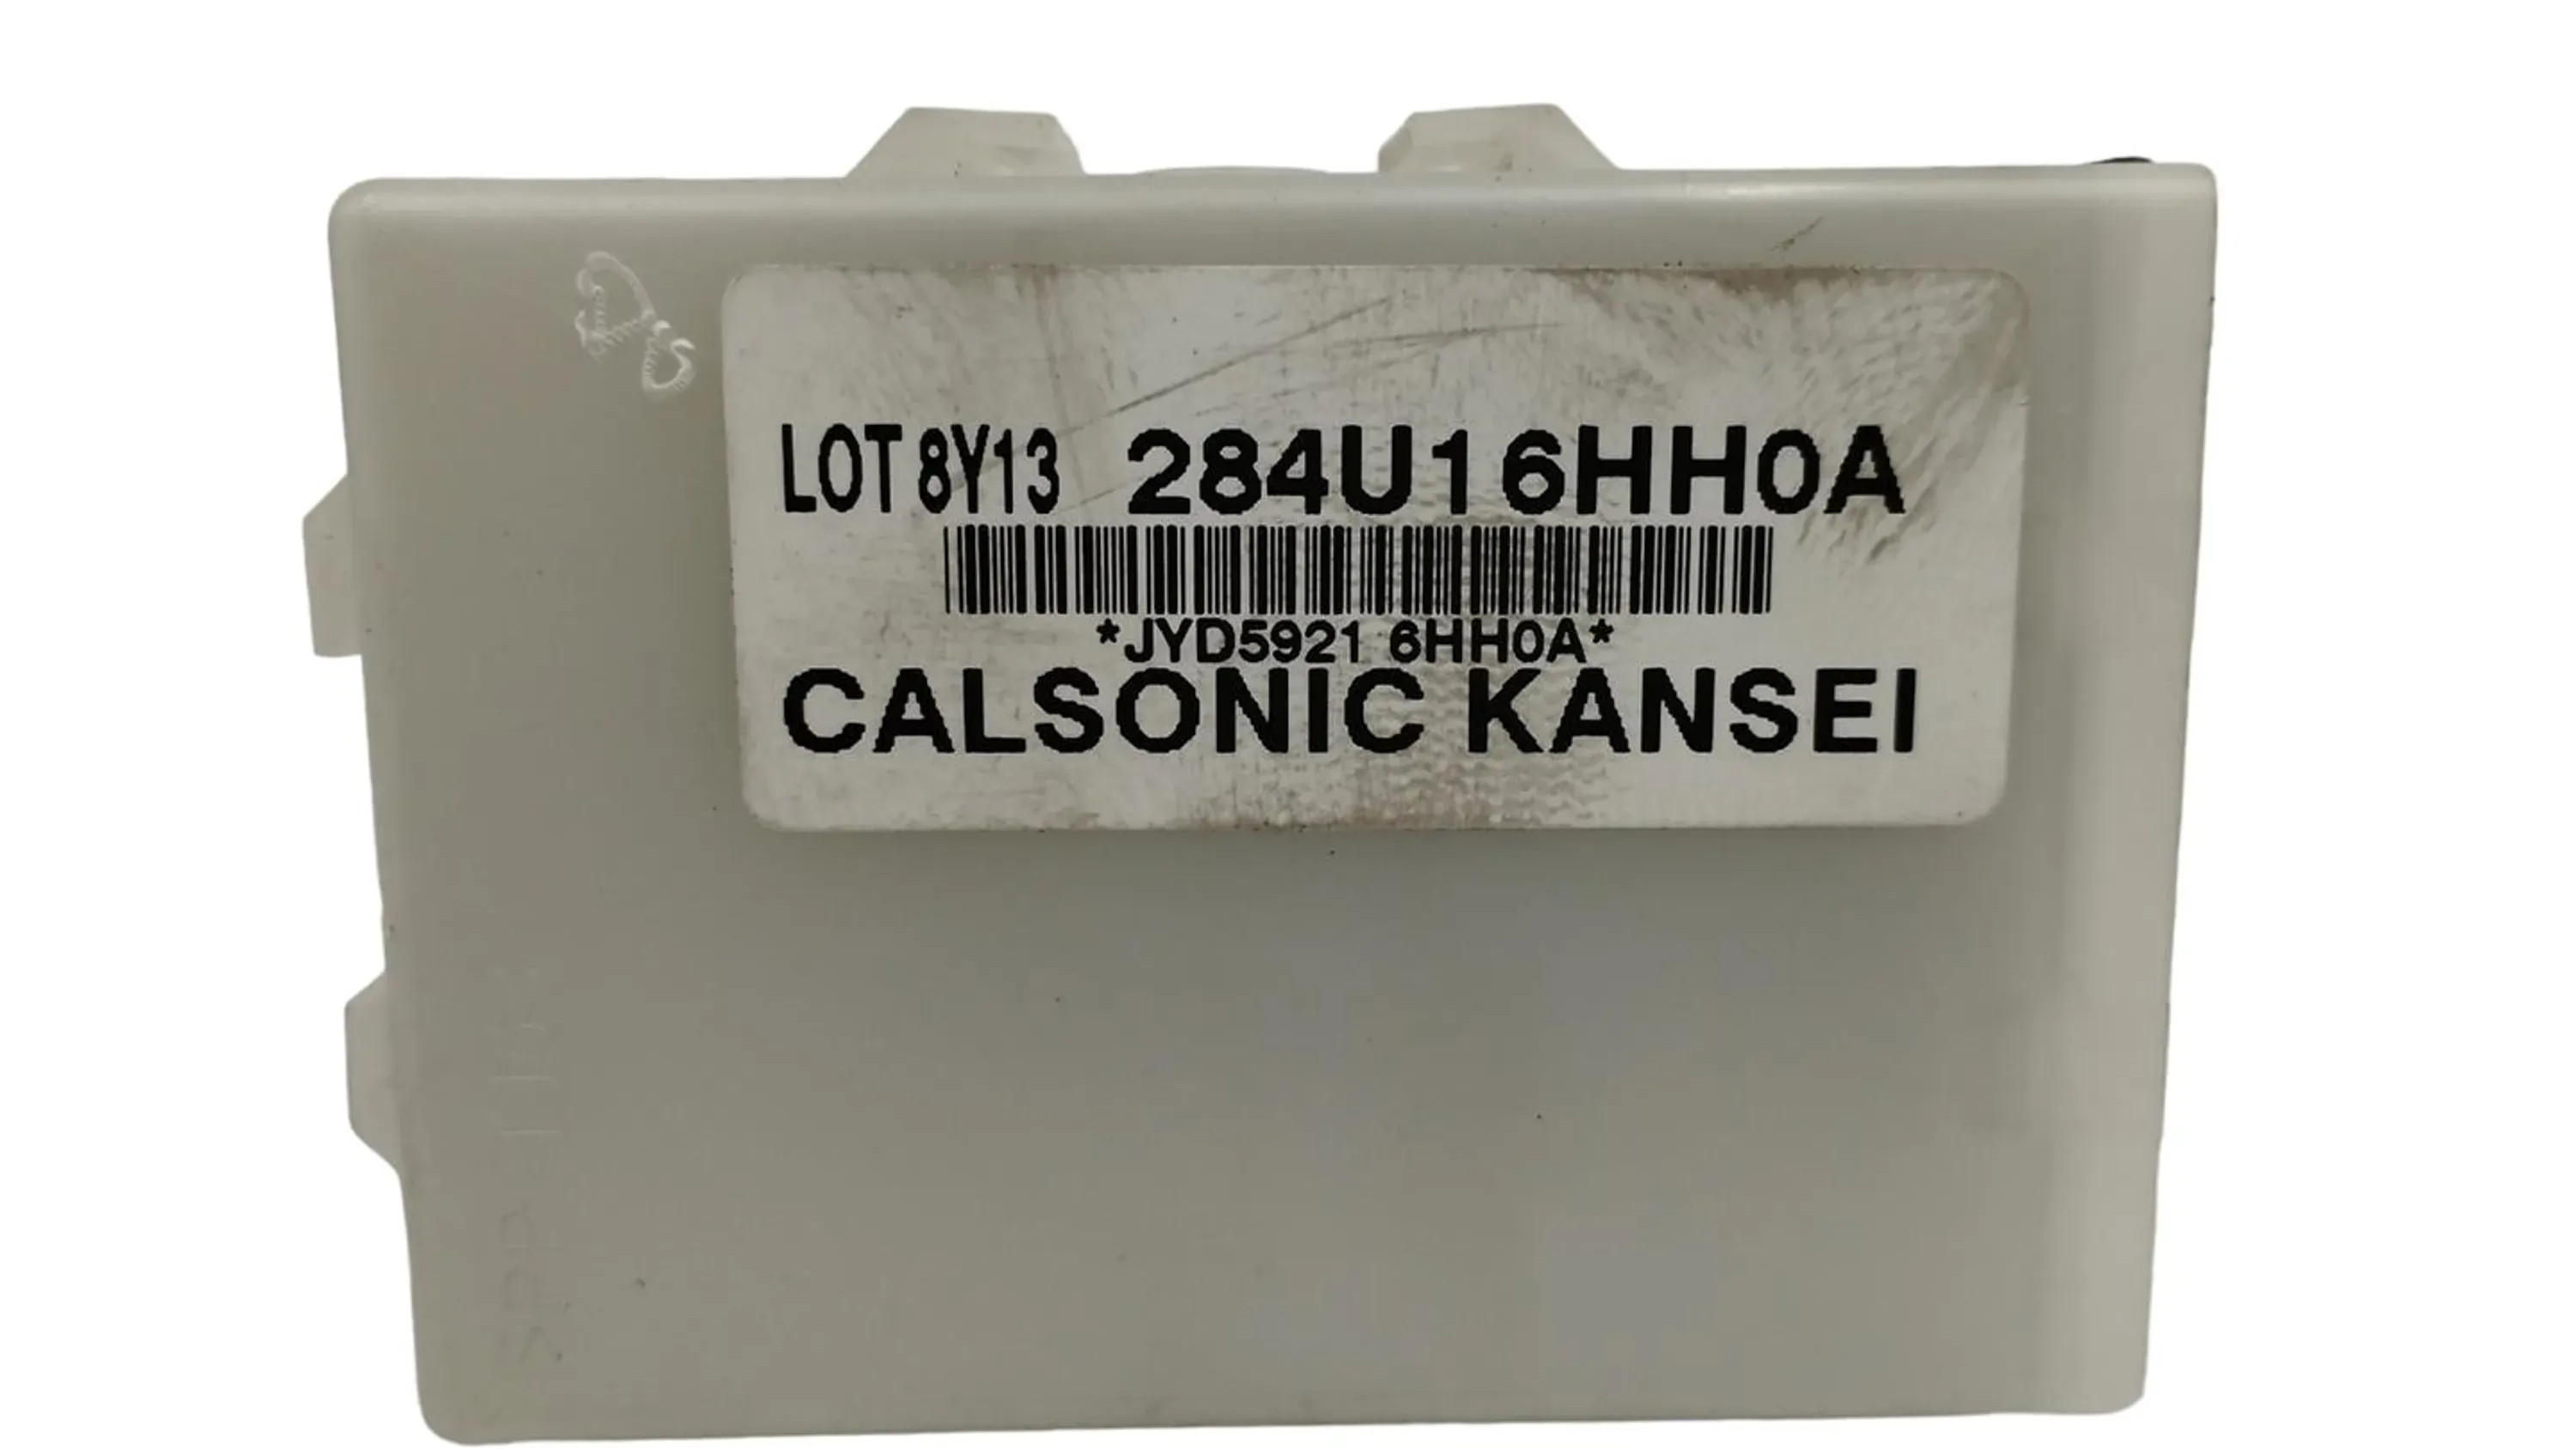 LOT 8Y13 284U16HH0A
*JYD5921 6HH0A*
CALSONIC KANSEI